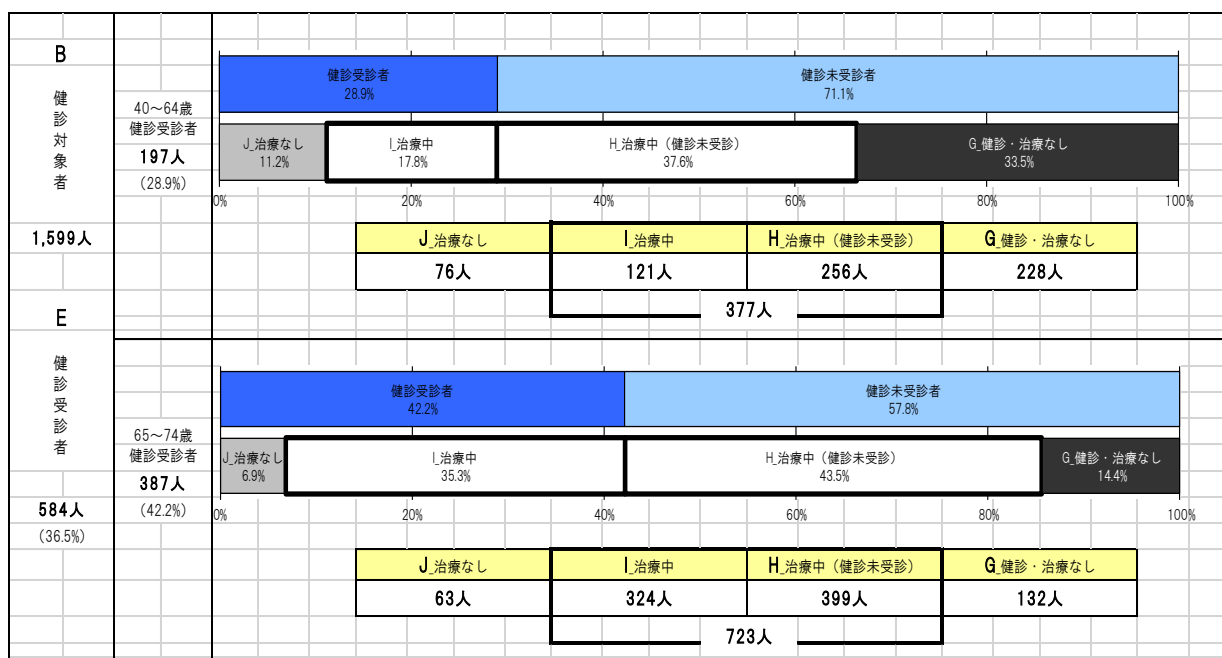 B
健診対象者
1,599人
E
健診受診者
584人
(36.5%)
40～64歳
健診受診者
197人
(28.9%)
健診受診者
28.9%
健診未受診者
71.1%
J_治療なし
11.2%
I_治療中
17.8%
H_治療中（健診未受診）
37.6%
G_健診・治療なし
33.5%
0% 20% 40% 60% 80% 100%
J_治療なし I_治療中 H_治療中（健診未受診） G_健診・治療なし
76人 121人 256人 228人
377人
65～74歳
健診受診者
387人
(42.2%)
健診受診者
42.2%
健診未受診者
57.8%
J_治療なし
6.9%
I_治療中
35.3%
H_治療中（健診未受診）
43.5%
G_健診・治療なし
14.4%
0% 20% 40% 60% 80% 100%
J_治療なし I_治療中 H_治療中（健診未受診） G_健診・治療なし
63人 324人 399人 132人
723人